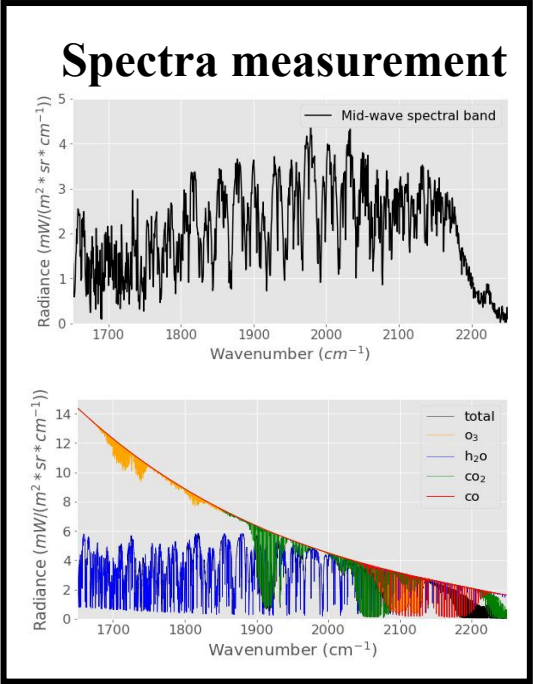 Spectra measurement
Radiance (mW/(m² * sr * cm⁻¹))
5
4
3
2
1
0
Mid-wave spectral band
1700 1800 1900 2000 2100 2200
Wavenumber (cm⁻¹)
Radiance (mW/(m² * sr * cm⁻¹))
14
12
10
8
6
4
2
0
total
o₃
h₂o
co₂
co
1700 1800 1900 2000 2100 2200
Wavenumber (cm⁻¹)